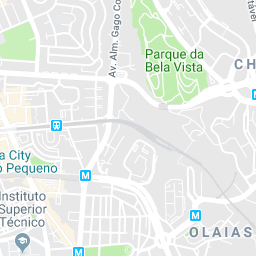 Av. Alm. Gago Co
Parque da
Bela Vista
CH
a City
o Pequeno
Instituto
Superior
Técnico
M
M
M
OLAIAS